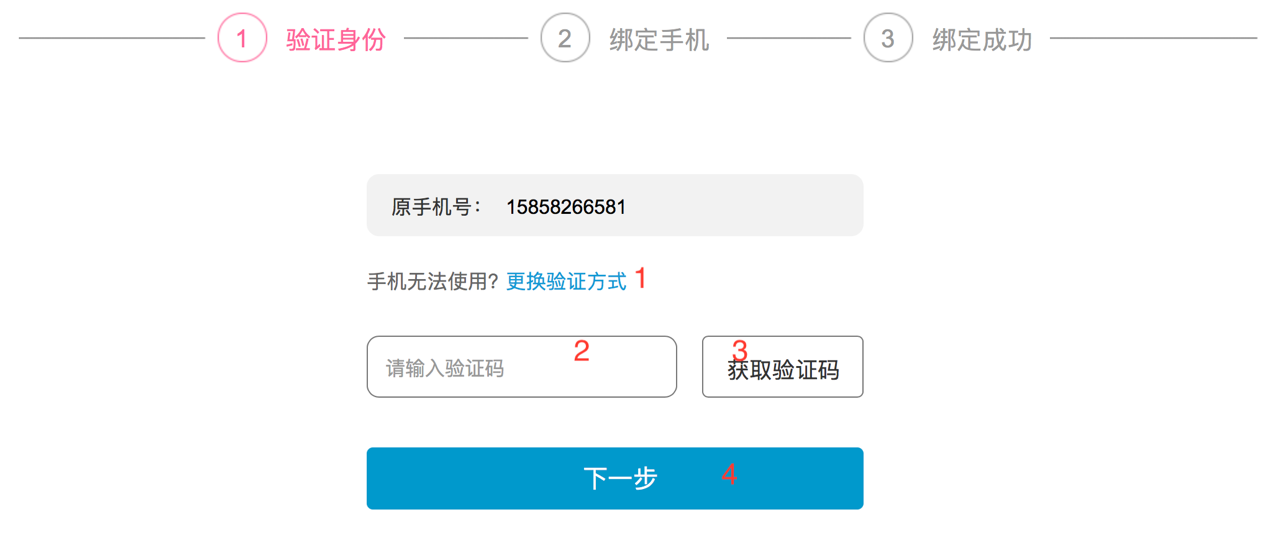 1 验证身份 2 绑定手机 3 绑定成功
原手机号： 15858266581
手机无法使用? 更换验证方式 1
请输入验证码 2 获取验证码 3
下一步 4